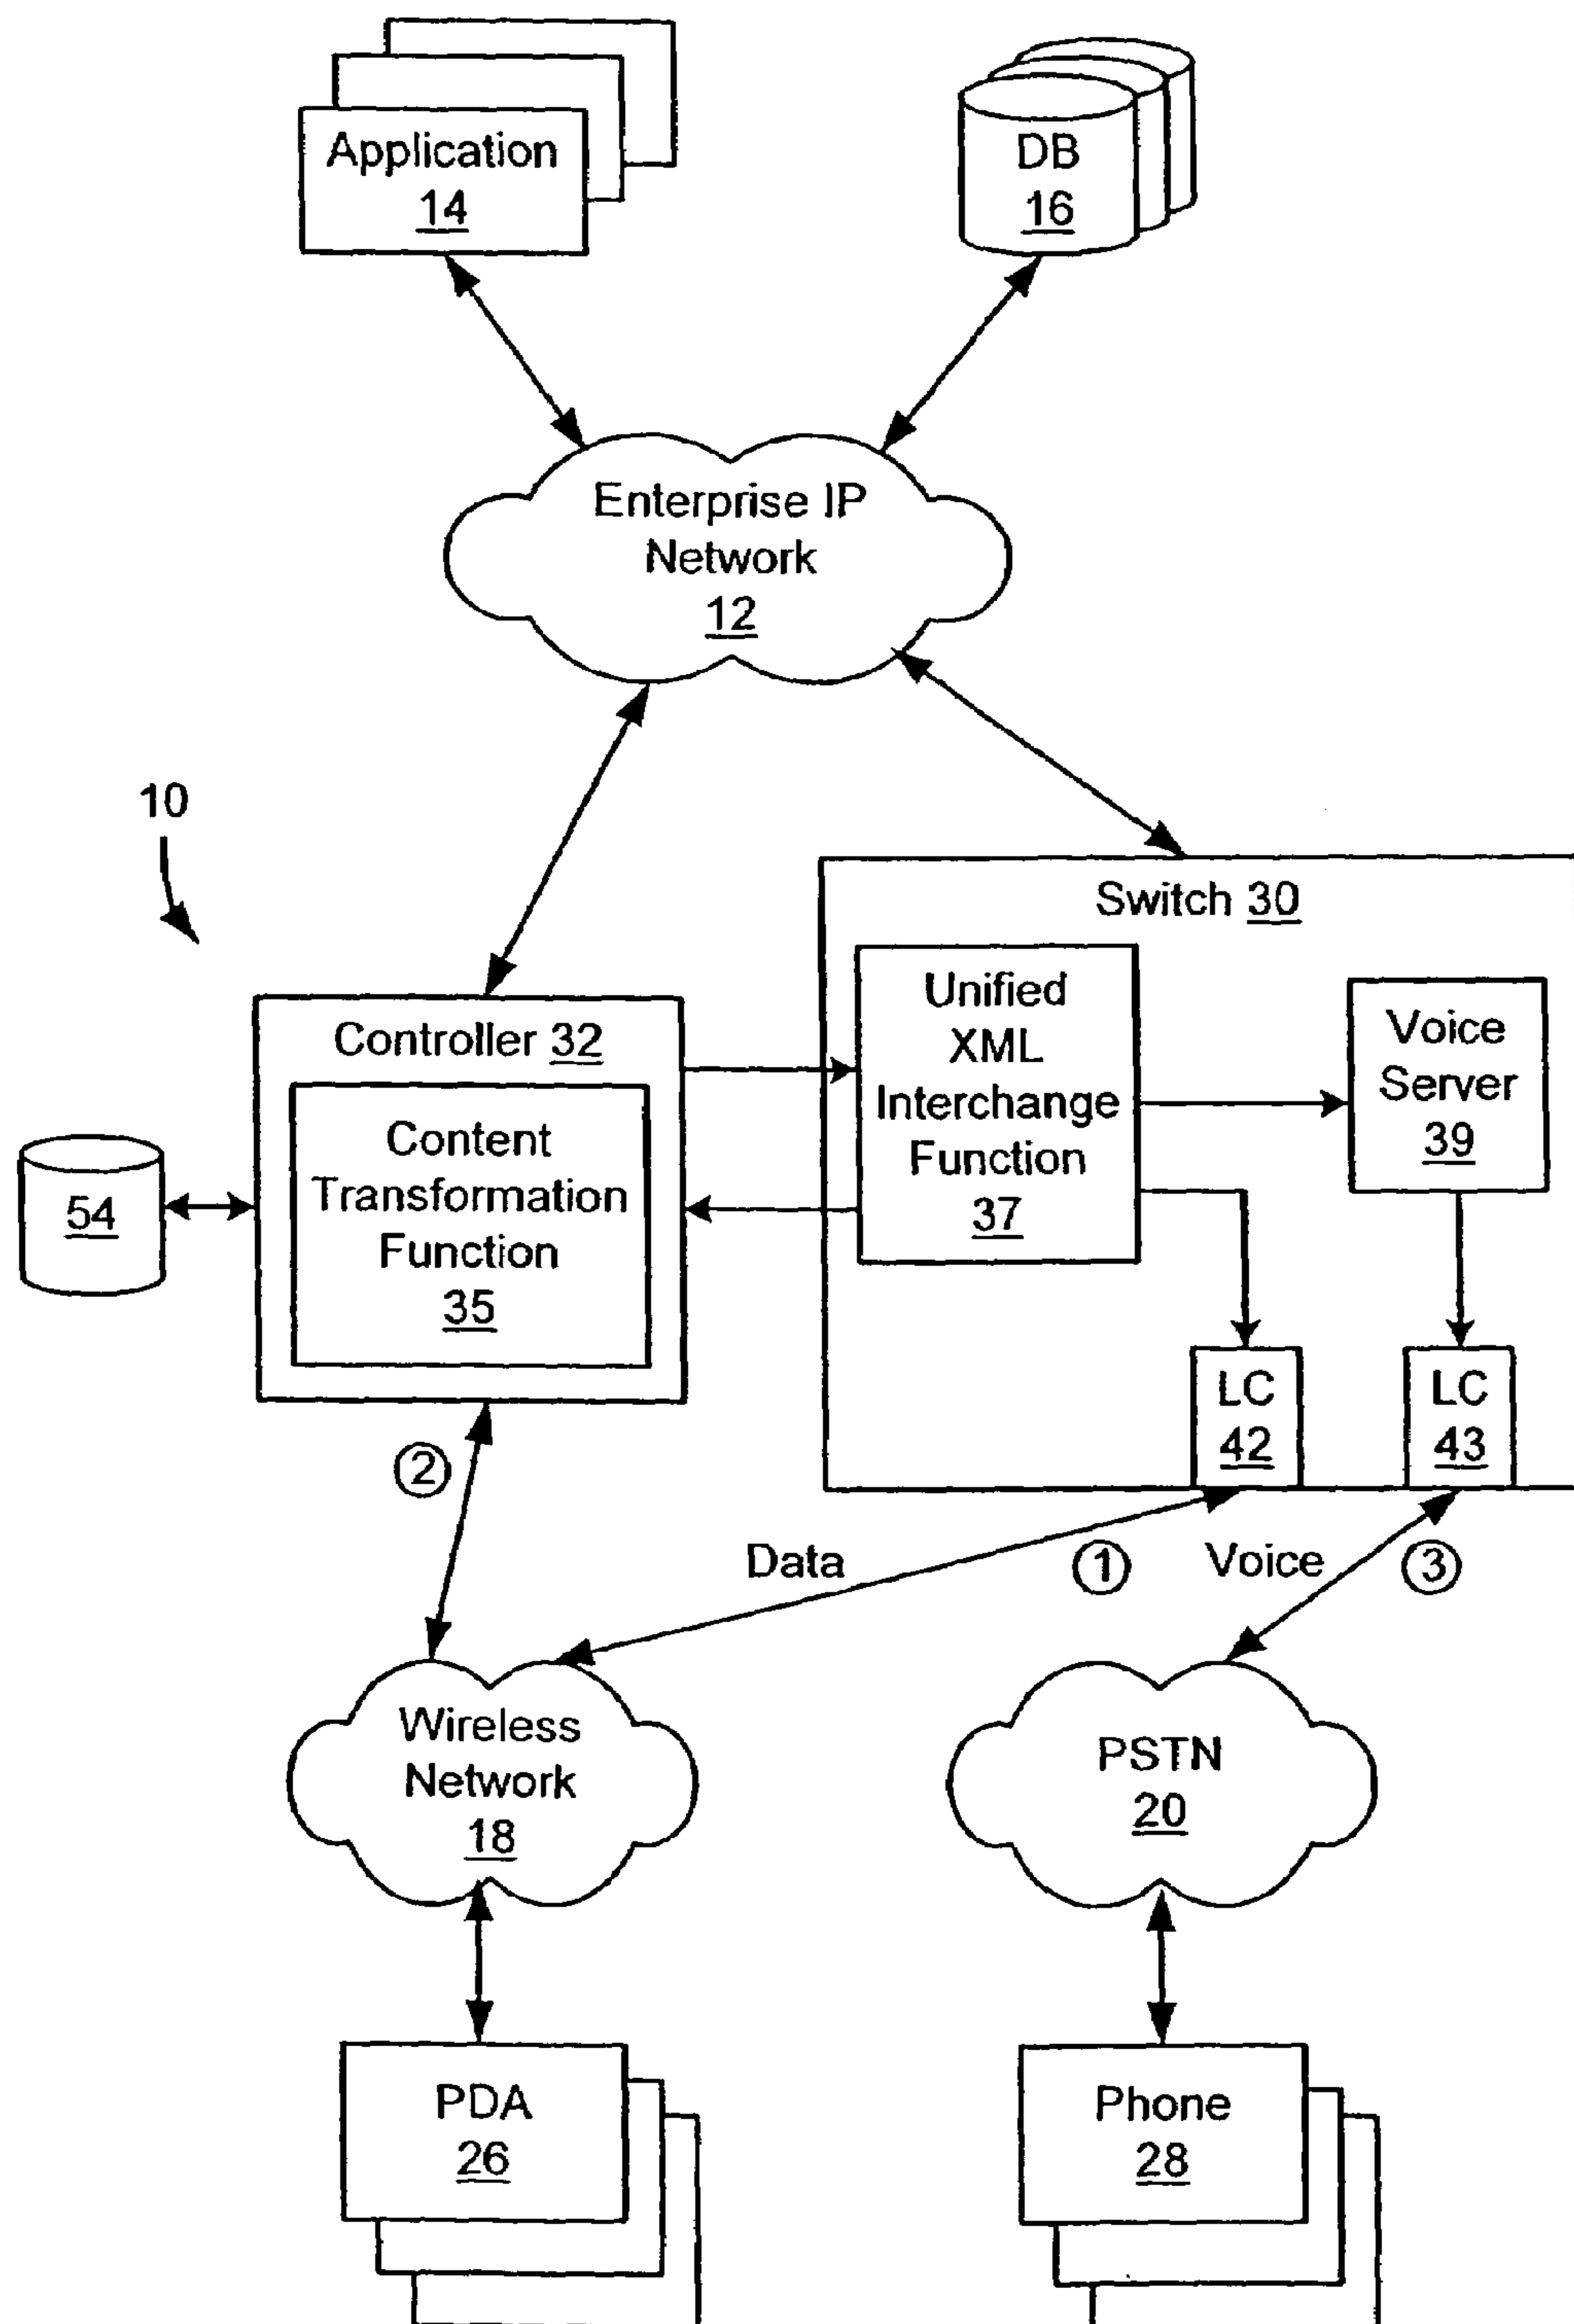 Application
14
DB
16
Enterprise IP
Network
12
10
Switch 30
Controller 32
Content
Transformation
Function
35
54
Unified
XML
Interchange
Function
37
Voice
Server
39
LC
42
LC
43
2
Data
1
Voice
3
Wireless
Network
18
PSTN
20
PDA
26
Phone
28